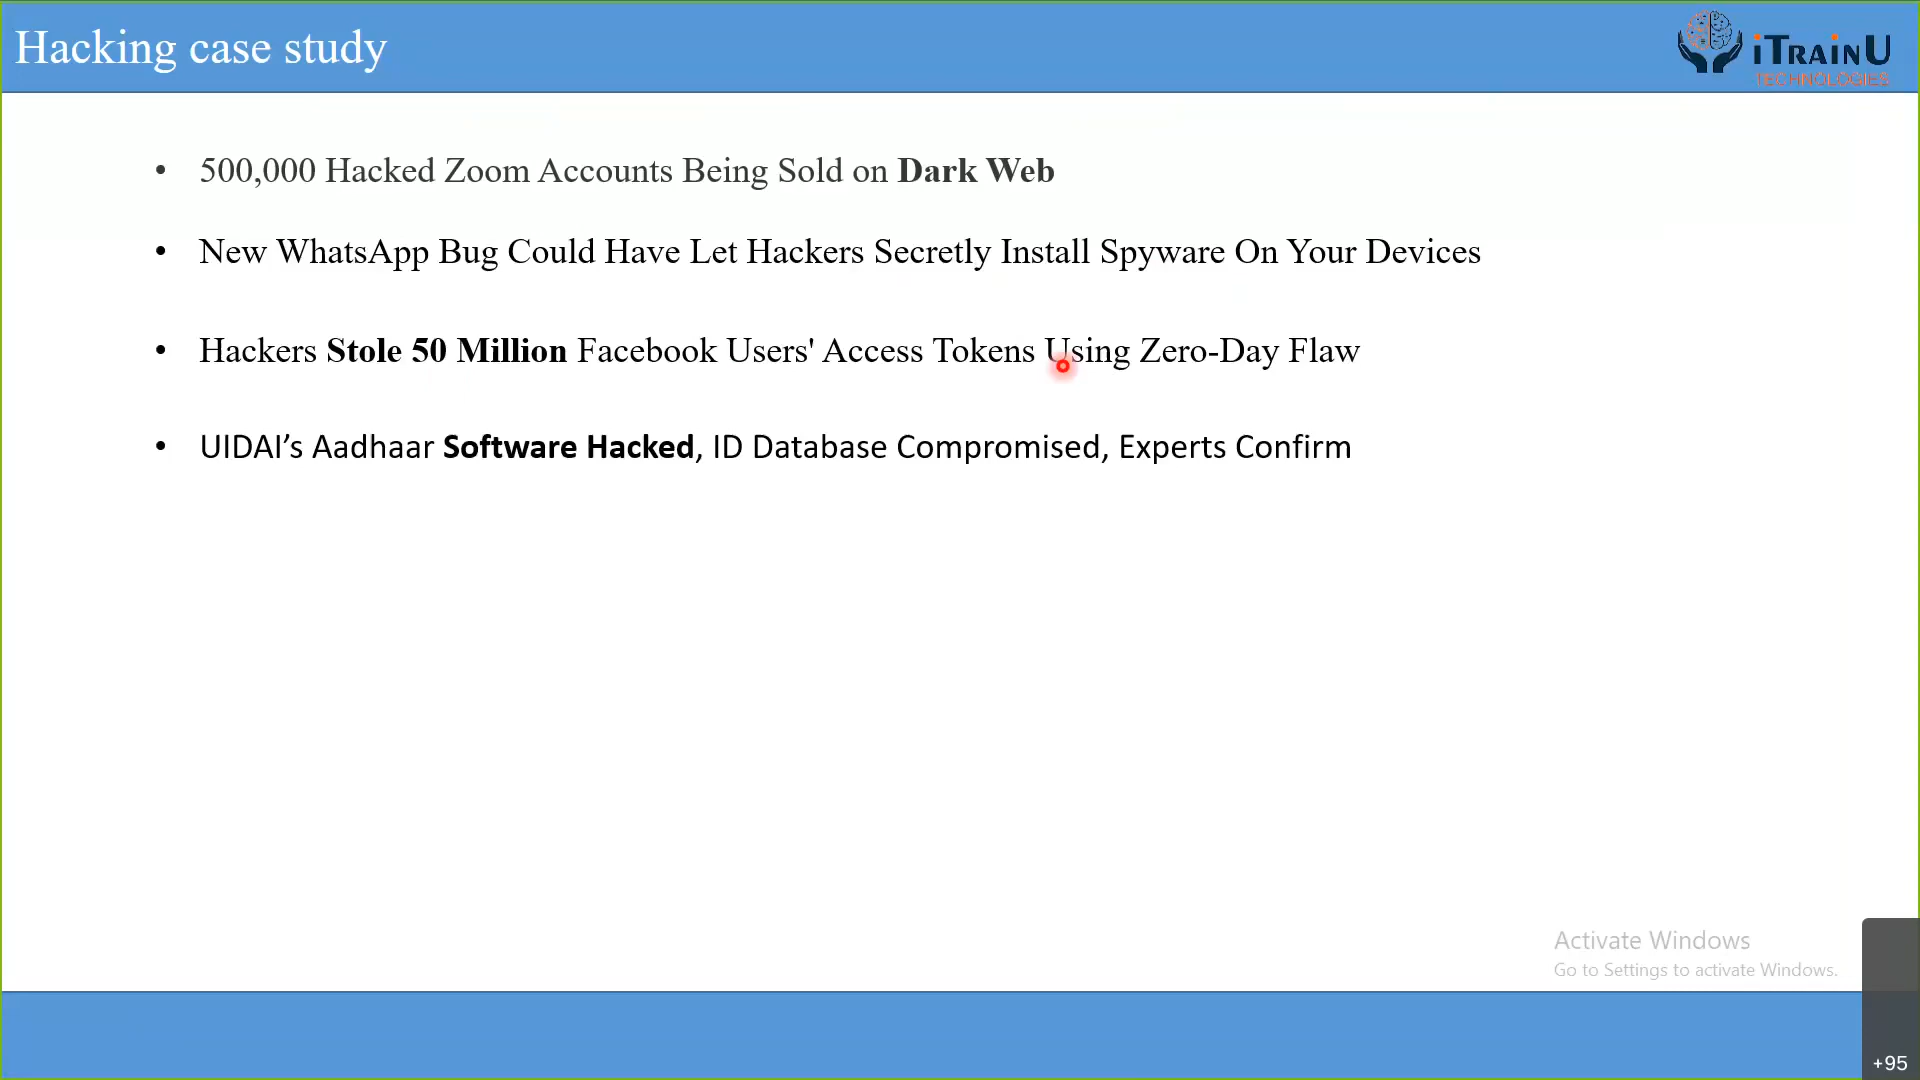 Hacking case study
iTRAINU
TECHNOLOGIES
• 500,000 Hacked Zoom Accounts Being Sold on Dark Web
• New WhatsApp Bug Could Have Let Hackers Secretly Install Spyware On Your Devices
• Hackers Stole 50 Million Facebook Users' Access Tokens Using Zero-Day Flaw
• UIDAI’s Aadhaar Software Hacked, ID Database Compromised, Experts Confirm
Activate Windows
Go to Settings to activate Windows.
+95